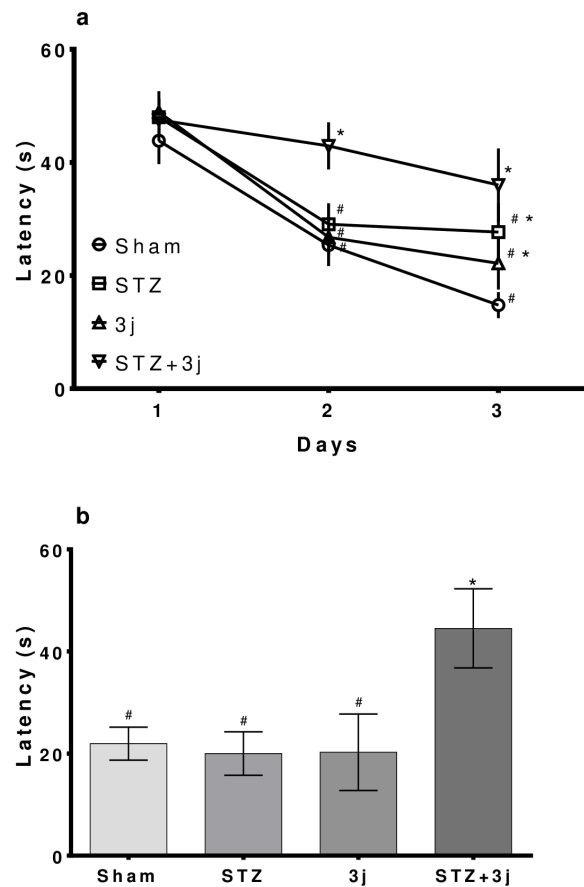 a
60
40
20
0
Latency (s)
*
*
#
# *
#
# *
#
#
Sham
STZ
3j
STZ+3j
1 2 3
Days
b
60
40
20
0
Latency (s)
# # # *
Sham STZ 3j STZ+3j